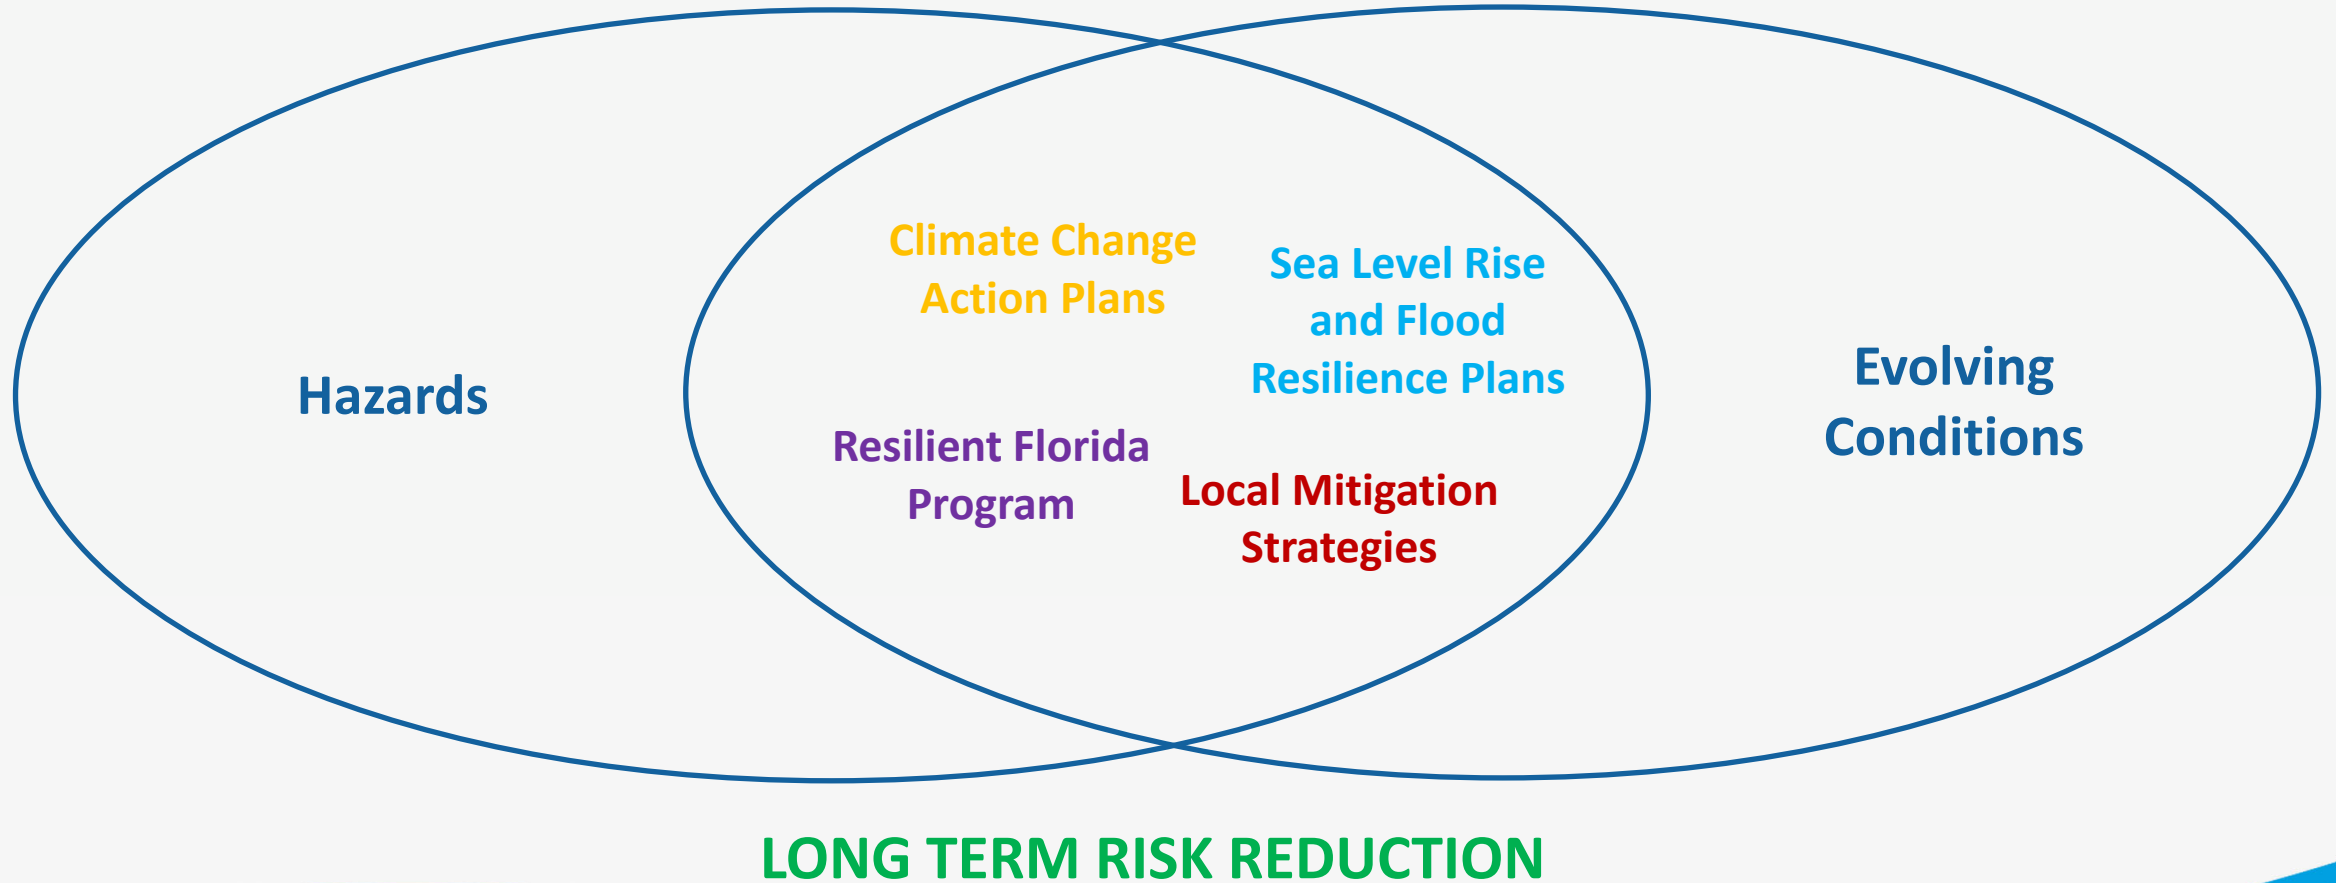 Hazards
Climate Change
Action Plans
Sea Level Rise
and Flood
Resilience Plans
Resilient Florida
Program
Local Mitigation
Strategies
Evolving
Conditions
LONG TERM RISK REDUCTION